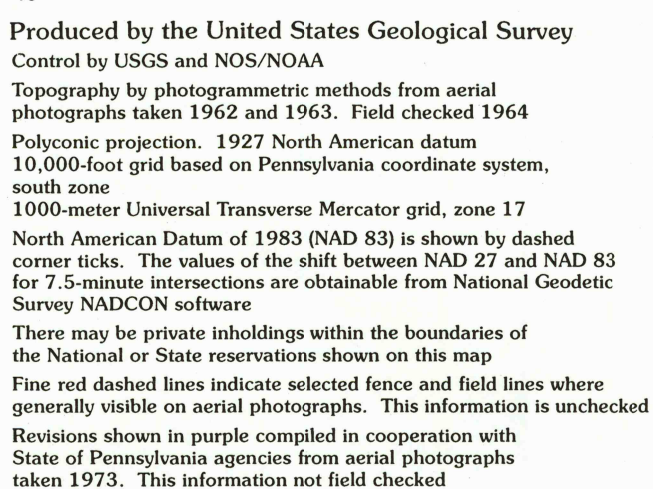 Produced by the United States Geological Survey
Control by USGS and NOS/NOAA
Topography by photogrammetric methods from aerial
photographs taken 1962 and 1963. Field checked 1964
Polyconic projection. 1927 North American datum
10,000-foot grid based on Pennsylvania coordinate system,
south zone
1000-meter Universal Transverse Mercator grid, zone 17
North American Datum of 1983 (NAD 83) is shown by dashed
corner ticks. The values of the shift between NAD 27 and NAD 83
for 7.5-minute intersections are obtainable from National Geodetic
Survey NADCON software
There may be private inholdings within the boundaries of
the National or State reservations shown on this map
Fine red dashed lines indicate selected fence and field lines where
generally visible on aerial photographs. This information is unchecked
Revisions shown in purple compiled in cooperation with
State of Pennsylvania agencies from aerial photographs
taken 1973. This information not field checked